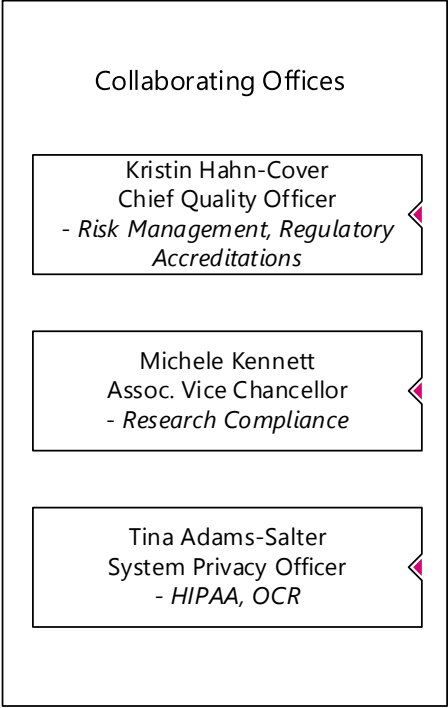 Collaborating Offices
Kristin Hahn-Cover
Chief Quality Officer
- Risk Management, Regulatory
Accreditations
Michele Kennett
Assoc. Vice Chancellor
- Research Compliance
Tina Adams-Salter
System Privacy Officer
- HIPAA, OCR